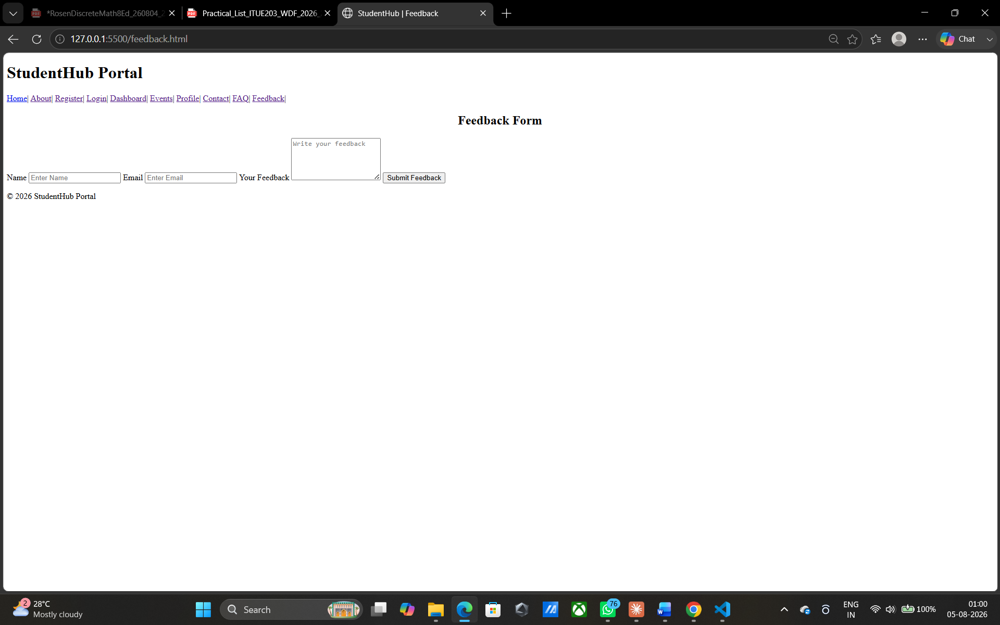 *RosenDiscreteMath8Ed_260804_2
Practical_List_ITUE203_WDF_2026_
StudentHub | Feedback
127.0.0.1:5500/feedback.html
Chat
StudentHub Portal
Home| About| Register| Login| Dashboard| Events| Profile| Contact| FAQ| Feedback|
Feedback Form
Write your feedback
Name Enter Name Email Enter Email Your Feedback Submit Feedback
© 2026 StudentHub Portal
2
28°C
Mostly cloudy
Search
76
ENG
IN
100%
01:00
05-08-2026